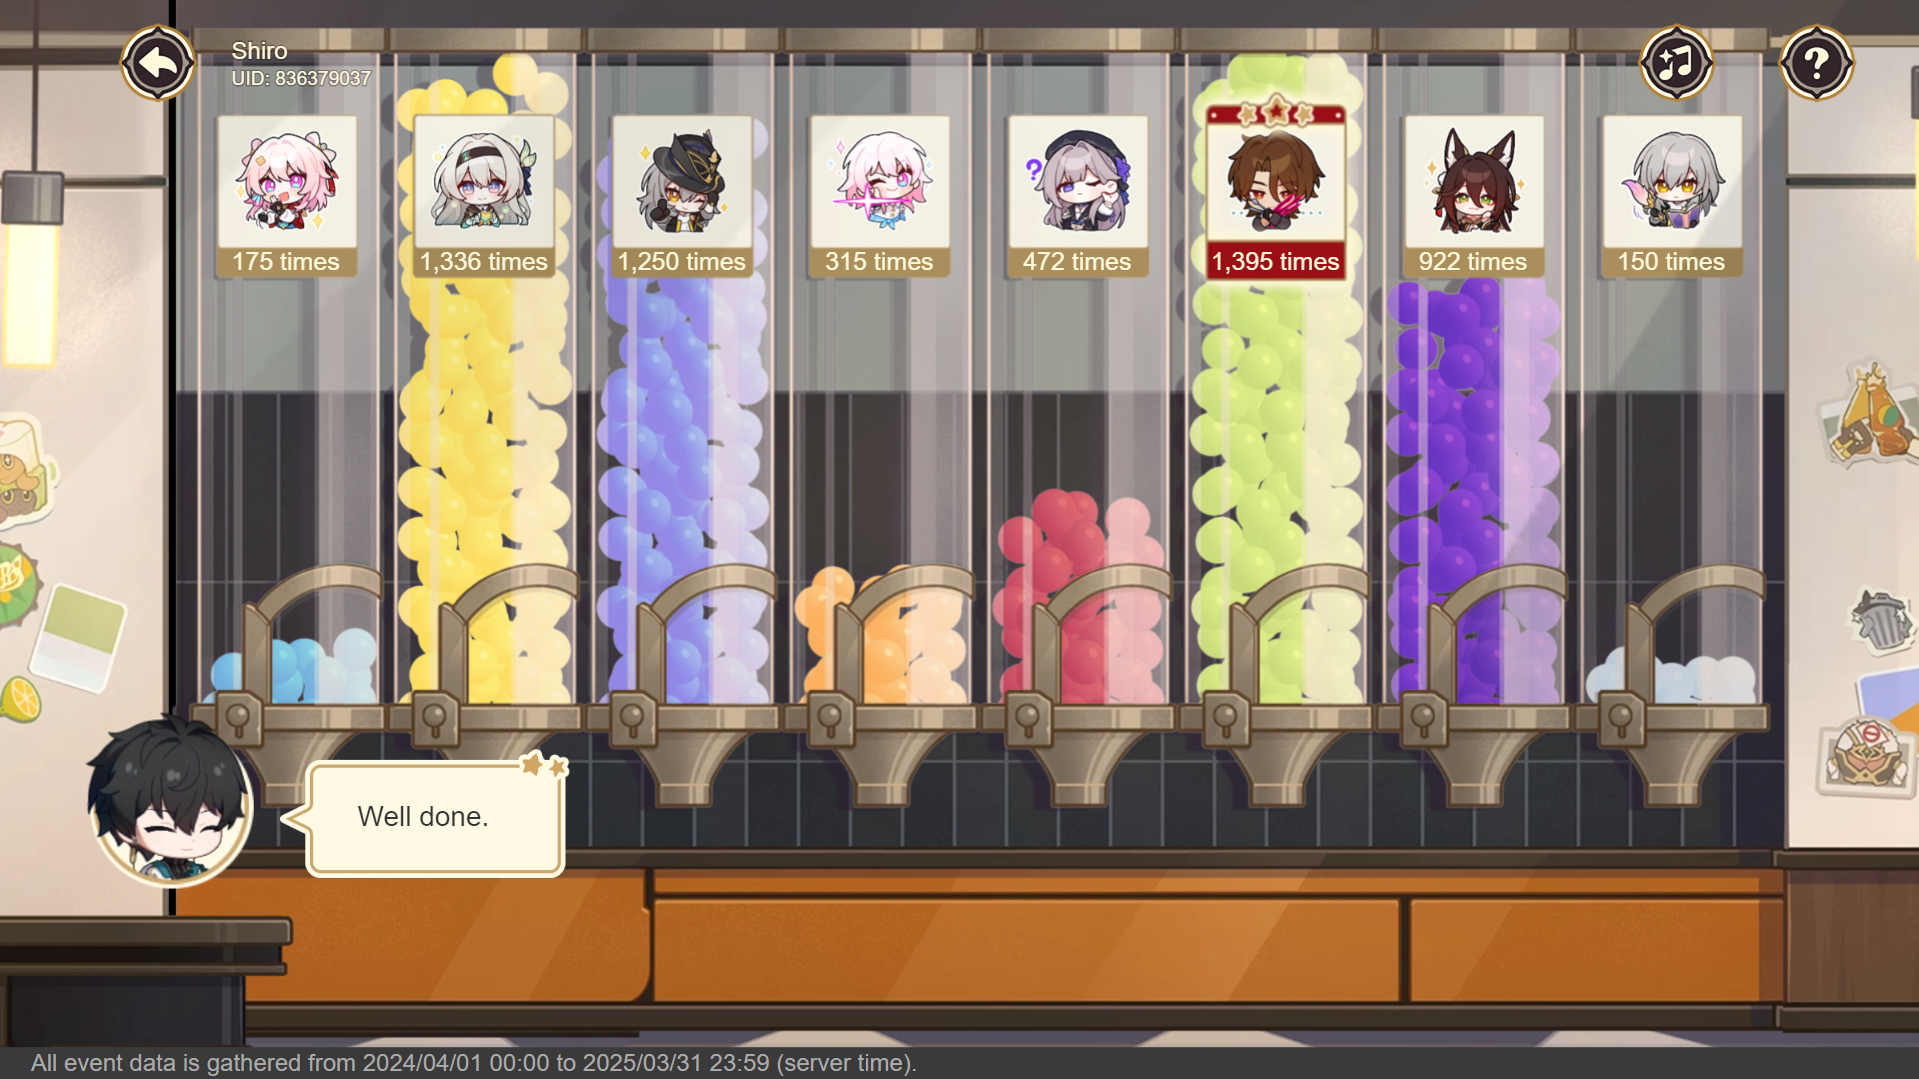 Shiro
UID: 836379037
175 times
1,336 times
1,250 times
315 times
472 times
1,395 times
922 times
150 times
Well done.
All event data is gathered from 2024/04/01 00:00 to 2025/03/31 23:59 (server time).